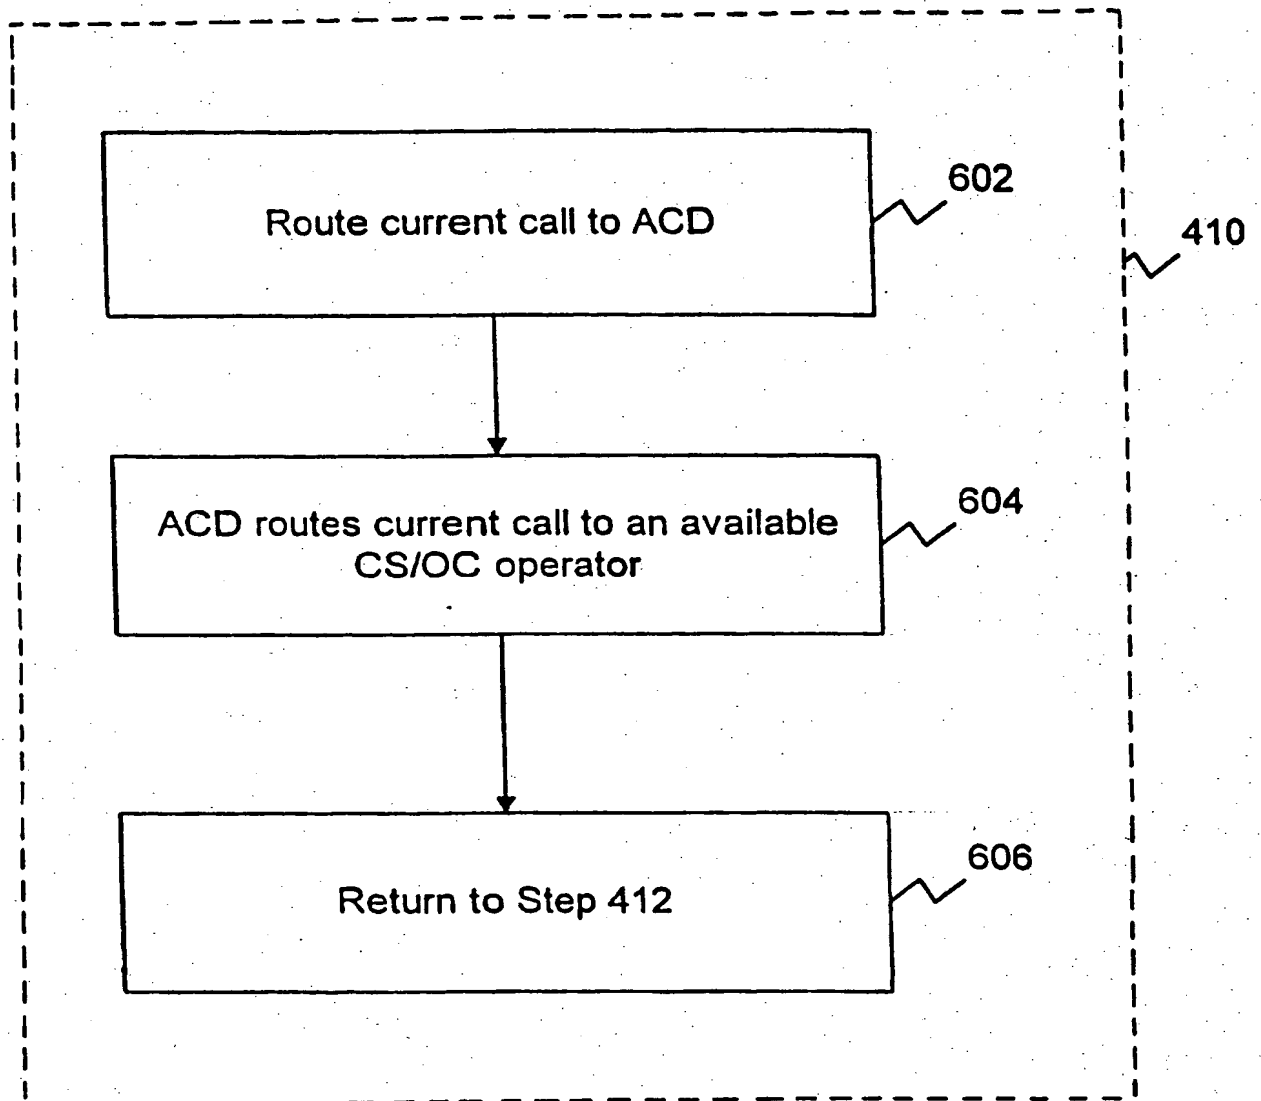 602
Route current call to ACD
410
604
ACD routes current call to an available
CS/OC operator
606
Return to Step 412